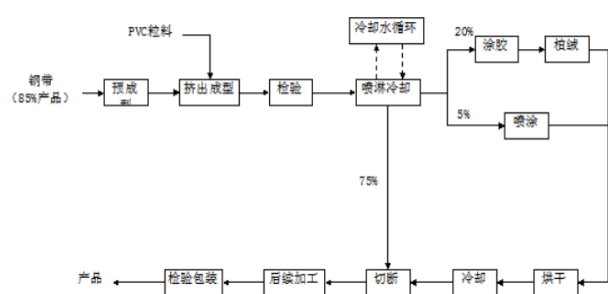 PVC粒料
冷却水循环
20%
涂胶
植绒
钢带
（85%产品）
预成
型
挤出成型
检验
喷淋冷却
5%
喷涂
75%
产品
检验包装
后续加工
切断
冷却
烘干